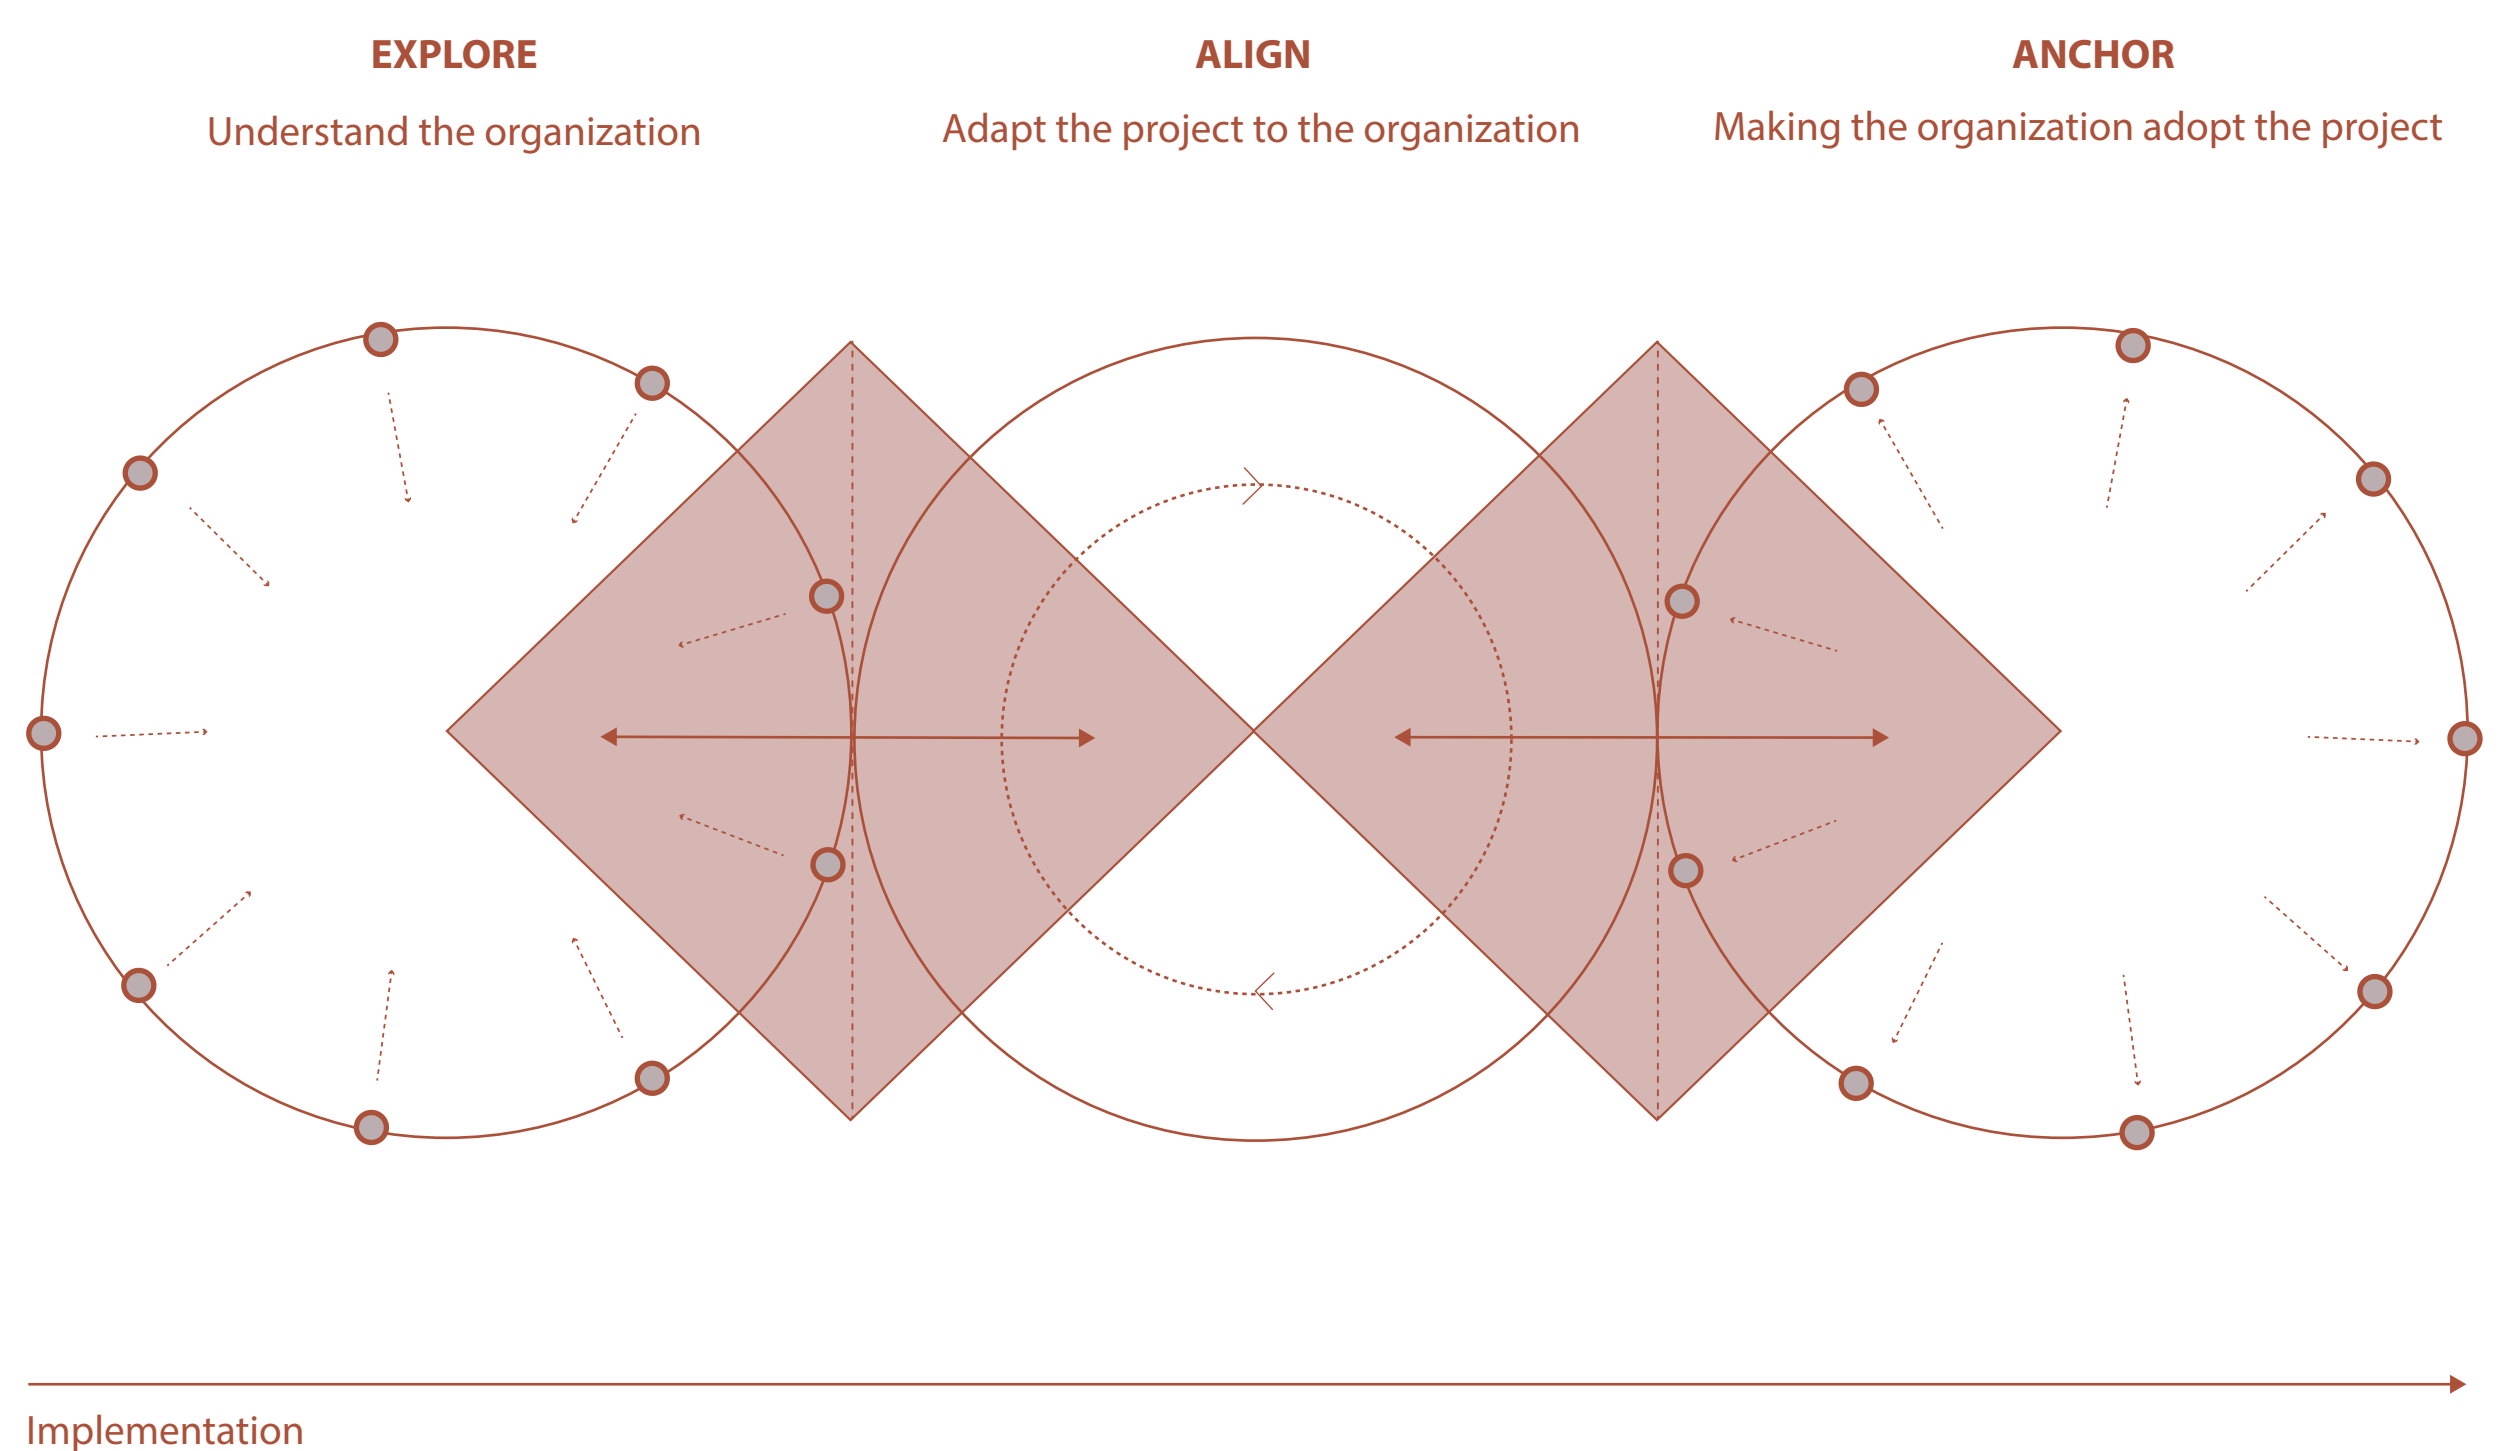 EXPLORE
Understand the organization
ALIGN
Adapt the project to the organization
ANCHOR
Making the organization adopt the project
Implementation